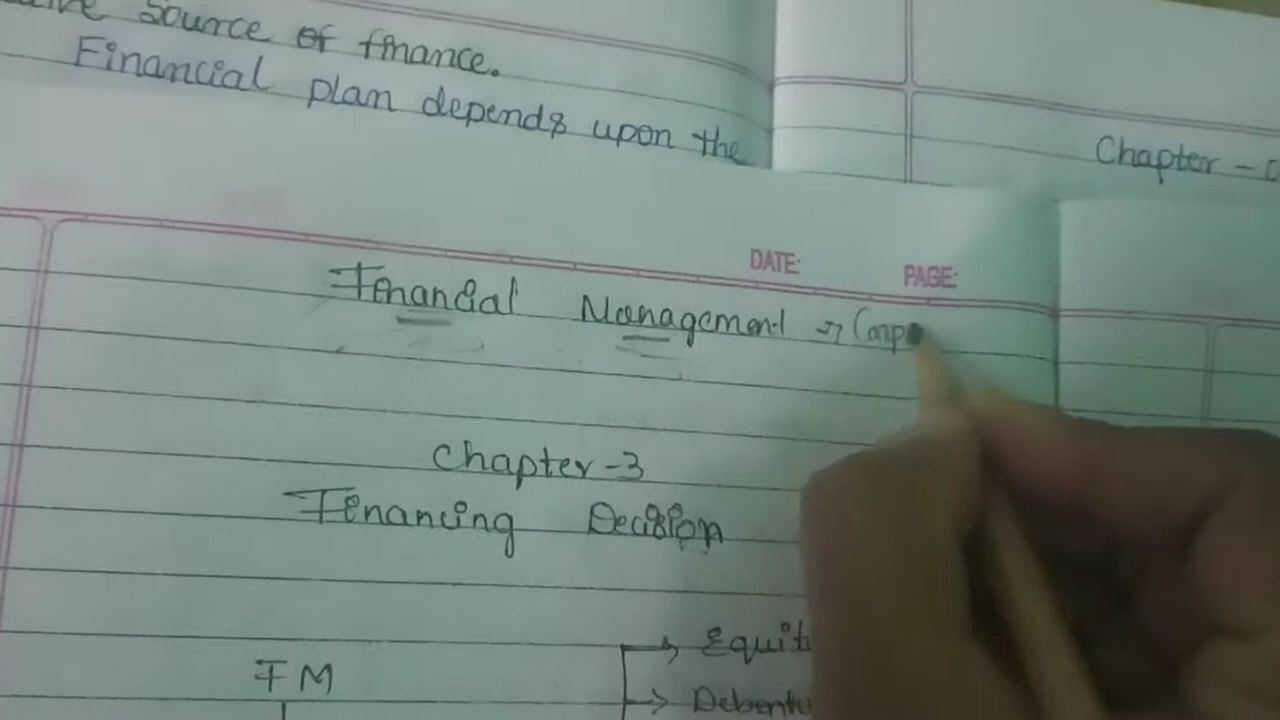 Source of finance.
Financial plan depends upon the
Chapter -
DATE: PAGE:
Financial Management ⇒
Chapter -3
Financing Decision
FM
→ Equit
→ Debentu